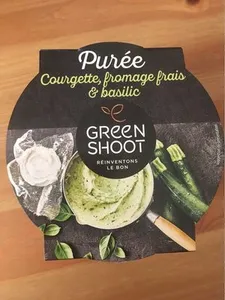 Purée
Courgette, fromage frais
& basilic
GREEN
SHOOT
RÉINVENTONS
LE BON